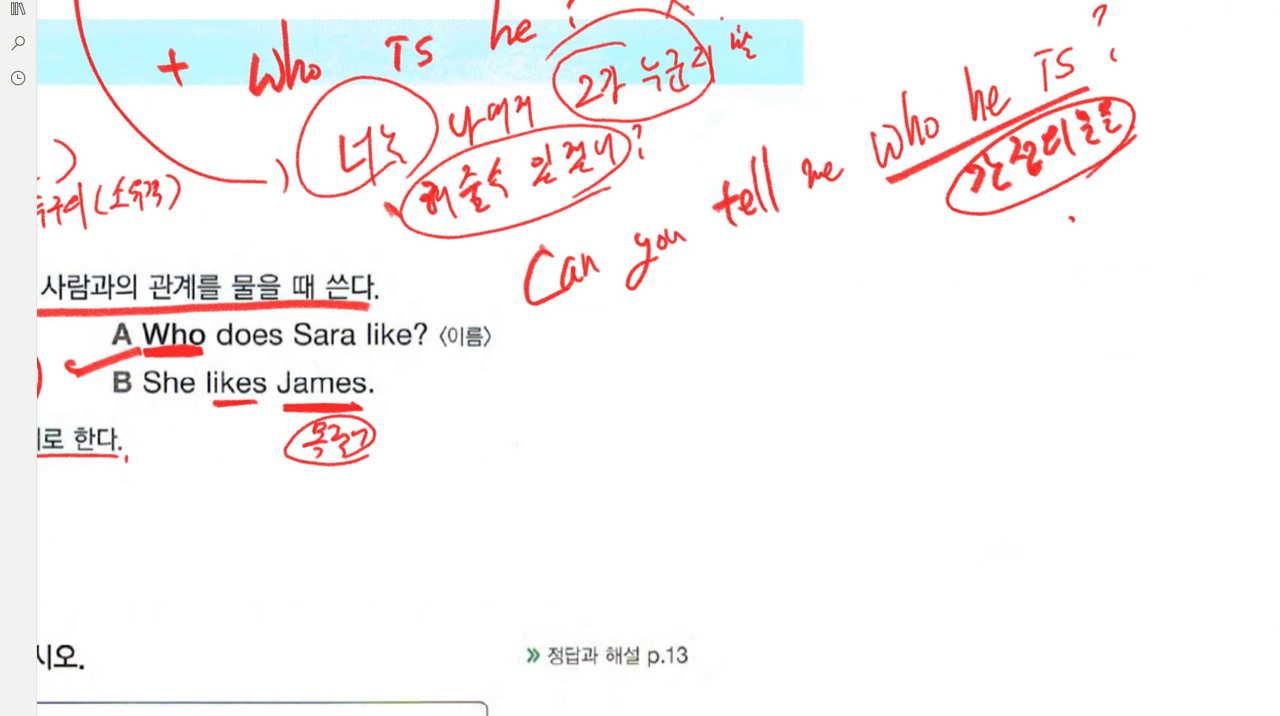 + Who is he?
너는 나에게 그가 누군지 말
해줄 수 있겠니?
Can you tell me who he is?
간접의문문
(소유격)
사람과의 관계를 물을 때 쓴다.
A Who does Sara like? 〈이름〉
B She likes James.
목적어
로 한다.
시오.
» 정답과 해설 p.13